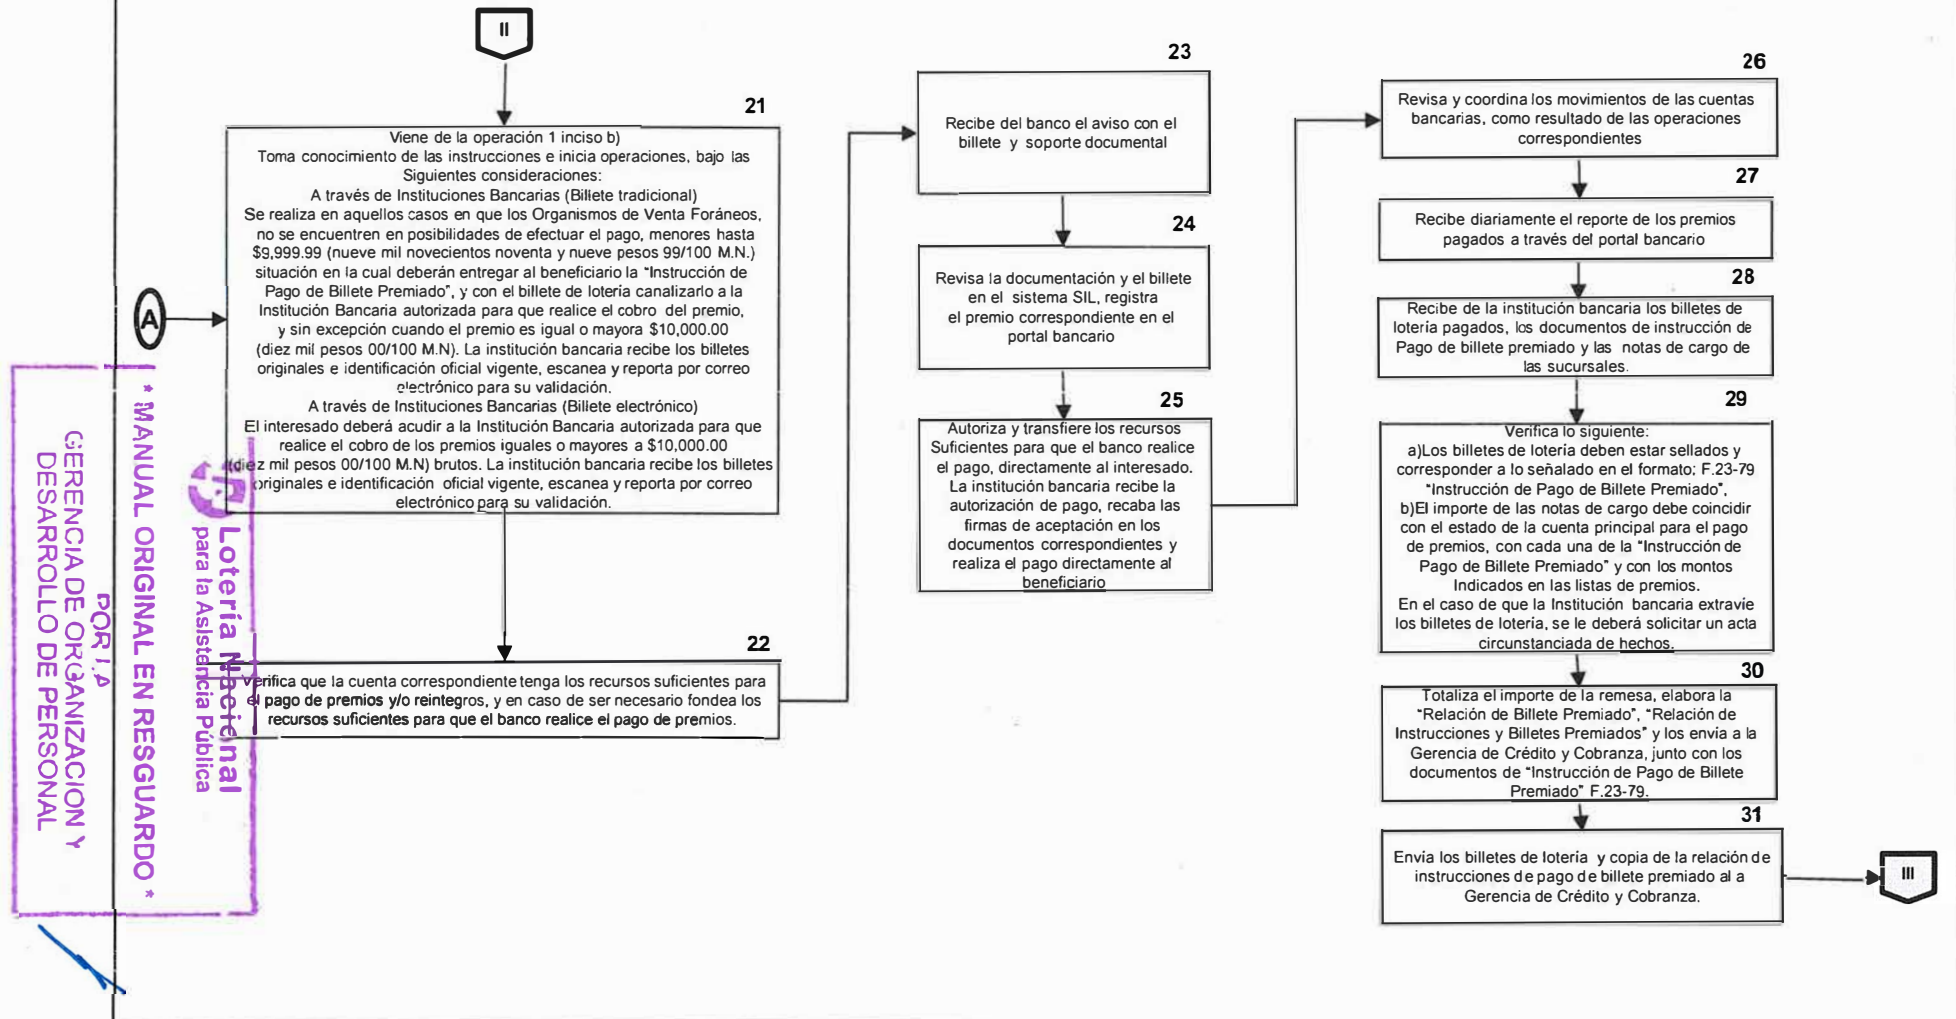 II
21
Viene de la operación 1 inciso b)
Toma conocimiento de las instrucciones e inicia operaciones, bajo las
Siguientes consideraciones:
A través de Instituciones Bancarias (Billete tradicional)
Se realiza en aquellos casos en que los Organismos de Venta Foráneos,
no se encuentren en posibilidades de efectuar el pago, menores hasta
$9,999.99 (nueve mil novecientos noventa y nueve pesos 99/100 M.N.)
situación en la cual deberán entregar al beneficiario la “Instrucción de
Pago de Billete Premiado”, y con el billete de lotería canalizarlo a la
Institución Bancaria autorizada para que realice el cobro del premio,
y sin excepción cuando el premio es igual o mayora $10,000.00
(diez mil pesos 00/100 M.N). La institución bancaria recibe los billetes
originales e identificación oficial vigente, escanea y reporta por correo
electrónico para su validación.
A través de Instituciones Bancarias (Billete electrónico)
El interesado deberá acudir a la Institución Bancaria autorizada para que
realice el cobro de los premios iguales o mayores a $10,000.00
(diez mil pesos 00/100 M.N) brutos. La institución bancaria recibe los billetes
originales e identificación oficial vigente, escanea y reporta por correo
electrónico para su validación.
A
22
Verifica que la cuenta correspondiente tenga los recursos suficientes para
el pago de premios y/o reintegros, y en caso de ser necesario fondea los
recursos suficientes para que el banco realice el pago de premios.
23
Recibe del banco el aviso con el
billete y soporte documental
24
Revisa la documentación y el billete
en el sistema SIL, registra
el premio correspondiente en el
portal bancario
25
Autoriza y transfiere los recursos
Suficientes para que el banco realice
el pago, directamente al interesado.
La institución bancaria recibe la
autorización de pago, recaba las
firmas de aceptación en los
documentos correspondientes y
realiza el pago directamente al
beneficiario
26
Revisa y coordina los movimientos de las cuentas
bancarias, como resultado de las operaciones
correspondientes
27
Recibe diariamente el reporte de los premios
pagados a través del portal bancario
28
Recibe de la institución bancaria los billetes de
lotería pagados, los documentos de instrucción de
Pago de billete premiado y las notas de cargo de
las sucursales.
29
Verifica lo siguiente:
a)Los billetes de lotería deben estar sellados y
corresponder a lo señalado en el formato; F.23-79
“Instrucción de Pago de Billete Premiado”,
b)El importe de las notas de cargo debe coincidir
con el estado de la cuenta principal para el pago
de premios, con cada una de la “Instrucción de
Pago de Billete Premiado” y con los montos
Indicados en las listas de premios.
En el caso de que la Institución bancaria extravíe
los billetes de lotería, se le deberá solicitar un acta
circunstanciada de hechos.
30
Totaliza el importe de la remesa, elabora la
“Relación de Billete Premiado”, “Relación de
Instrucciones y Billetes Premiados” y los envía a la
Gerencia de Crédito y Cobranza, junto con los
documentos de “Instrucción de Pago de Billete
Premiado” F.23-79.
31
Envía los billetes de lotería y copia de la relación de
instrucciones de pago de billete premiado al a
Gerencia de Crédito y Cobranza.
III
Lotería Nacional
para la Asistencia Pública
* MANUAL ORIGINAL EN RESGUARDO *
POR LA
GERENCIA DE ORGANIZACION Y
DESARROLLO DE PERSONAL